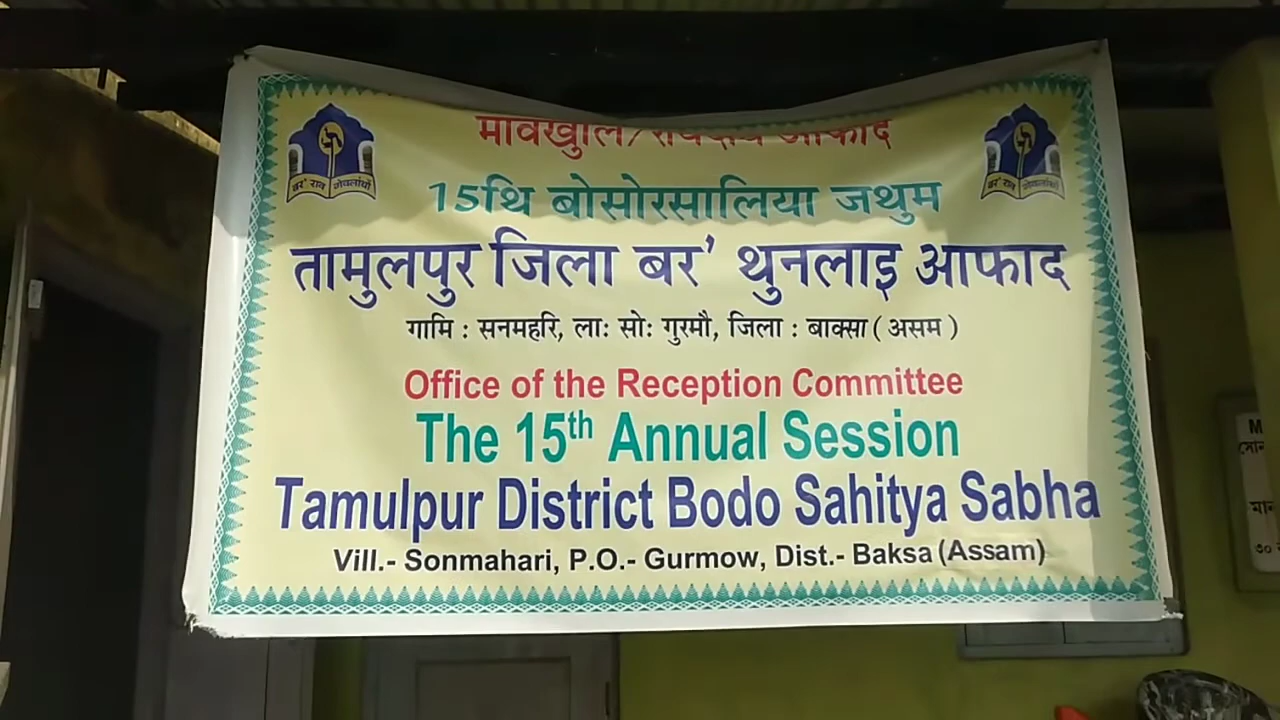 आफाद
15थि बोसोरसालिया जथुम
तामुलपुर जिला बर' थुनलाइ आफाद
गामि : सनमहरि, लाः सोः गुरमौ, जिला : बाक्सा ( असम )
Office of the Reception Committee
The 15th Annual Session
Tamulpur District Bodo Sahitya Sabha
Vill.- Sonmahari, P.O.- Gurmow, Dist.- Baksa (Assam)